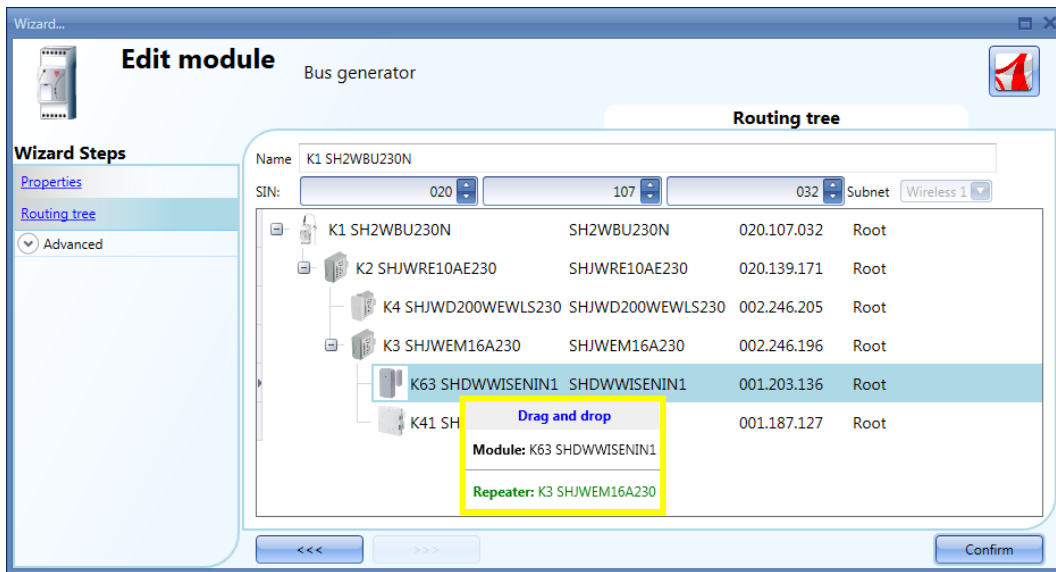 Wizard...
Edit module
Bus generator
Routing tree
Wizard Steps
Properties
Routing tree
Advanced
Name K1 SH2WBU230N
SIN: 020 107 032 Subnet Wireless 1
K1 SH2WBU230N SH2WBU230N 020.107.032 Root
K2 SHJWRE10AE230 SHJWRE10AE230 020.139.171 Root
K4 SHJWD200WEWLS230 SHJWD200WEWLS230 002.246.205 Root
K3 SHJWEM16A230 SHJWEM16A230 002.246.196 Root
K63 SHDWWISENIN1 SHDWWISENIN1 001.203.136 Root
K41 SH 001.187.127 Root
Drag and drop
Module: K63 SHDWWISENIN1
Repeater: K3 SHJWEM16A230
<<< >>> Confirm